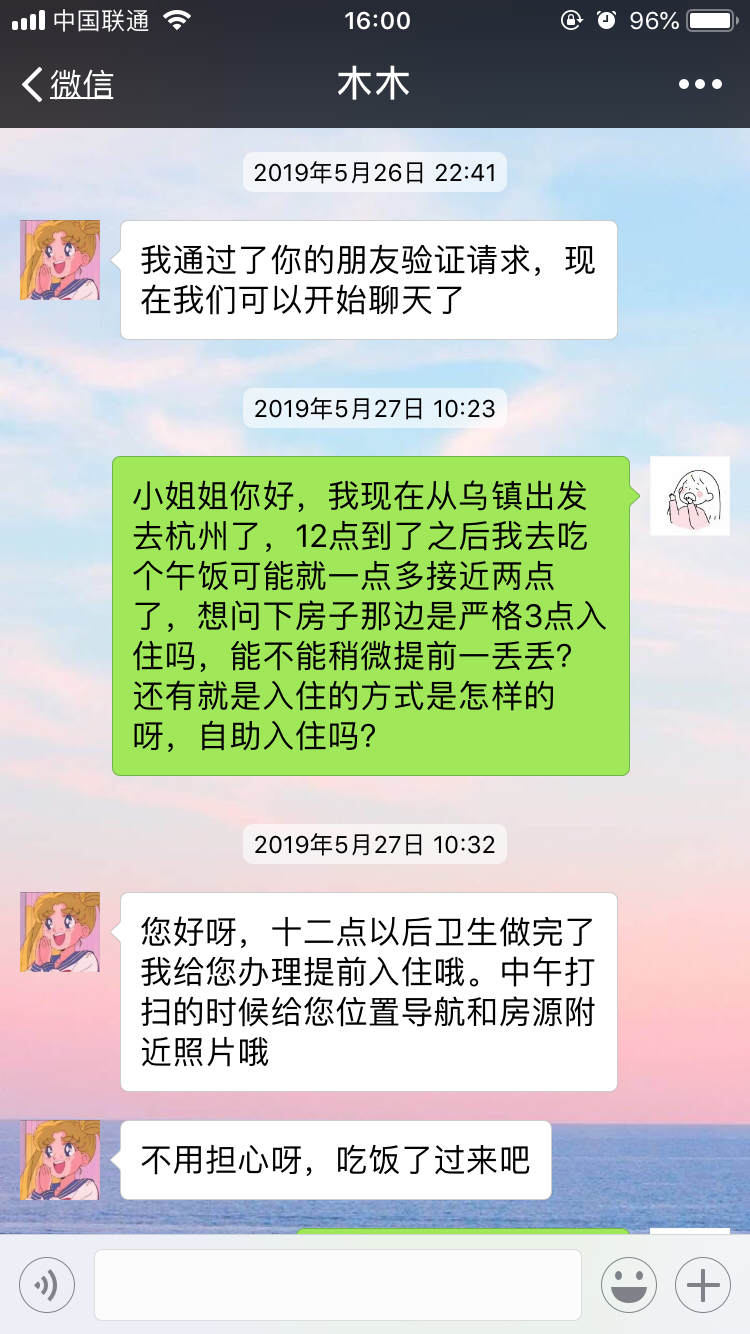 中国联通 16:00 96%
微信 木木
2019年5月26日 22:41
我通过了你的朋友验证请求，现
在我们可以开始聊天了
2019年5月27日 10:23
小姐姐你好，我现在从乌镇出发
去杭州了，12点到了之后我去吃
个午饭可能就一点多接近两点
了，想问下房子那边是严格3点入
住吗，能不能稍微提前一丢丢？
还有就是入住的方式是怎样的
呀，自助入住吗？
2019年5月27日 10:32
您好呀，十二点以后卫生做完了
我给您办理提前入住哦。中午打
扫的时候给您位置导航和房源附
近照片哦
不用担心呀，吃饭了过来吧